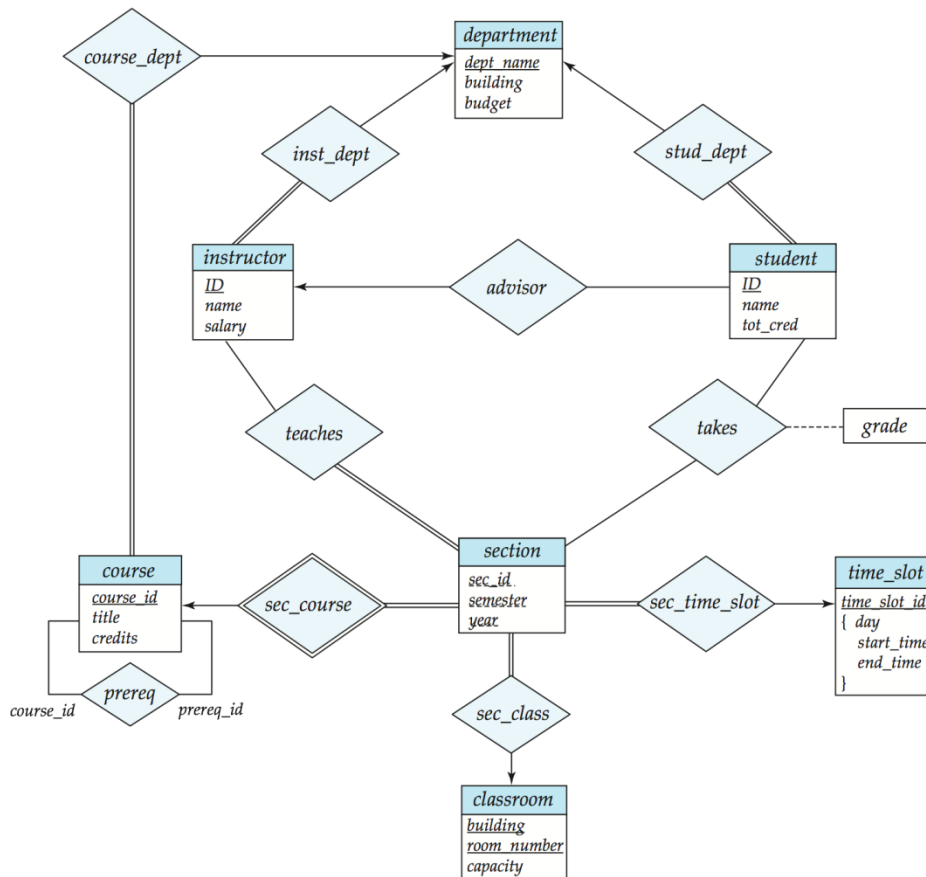 department
course_dept
dept_name
building
budget
inst_dept
stud_dept
instructor
ID
name
salary
advisor
student
ID
name
tot_cred
teaches
takes
grade
course
course_id
title
credits
sec_course
section
sec_id
semester
year
sec_time_slot
time_slot
time_slot_id
{ day
start_time
end_time
}
prereq
course_id
prereq_id
sec_class
classroom
building
room_number
capacity